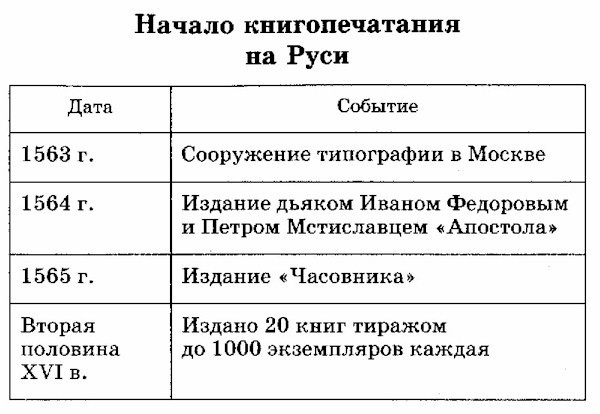 Начало книгопечатания
на Руси
Дата
Событие
1563 г.
Сооружение типографии в Москве
1564 г.
Издание дьяком Иваном Федоровым
и Петром Мстиславцем «Апостола»
1565 г.
Издание «Часовника»
Вторая
половина
XVI в.
Издано 20 книг тиражом
до 1000 экземпляров каждая